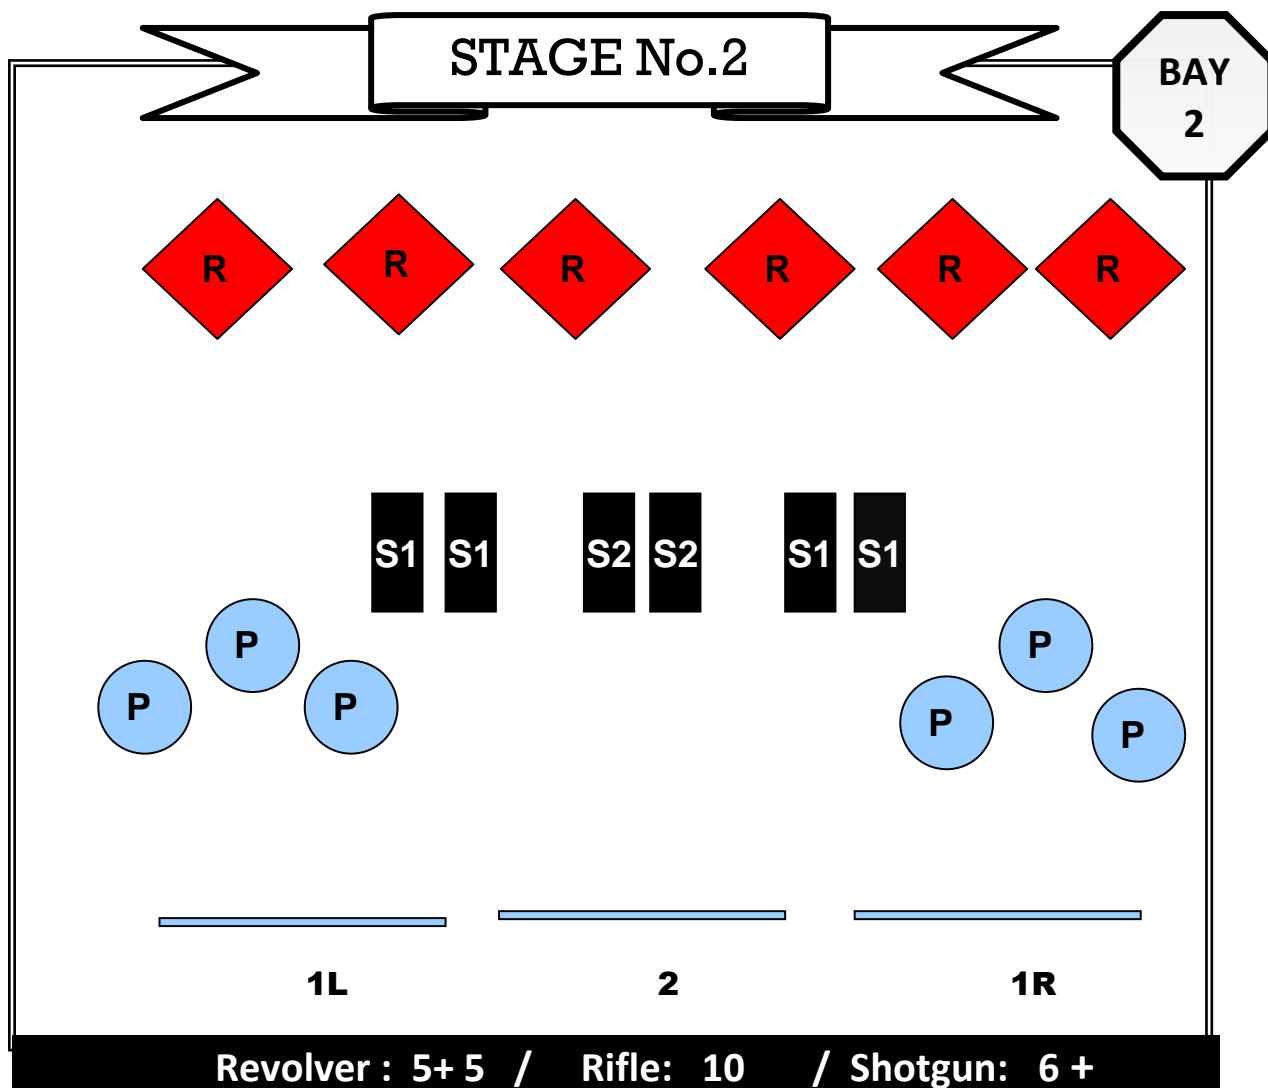 STAGE No.2
BAY
2
R R R R R R
S1 S1 S2 S2 S1 S1
P P P P P P
1L 2 1R
Revolver : 5+ 5 / Rifle: 10 / Shotgun: 6 +